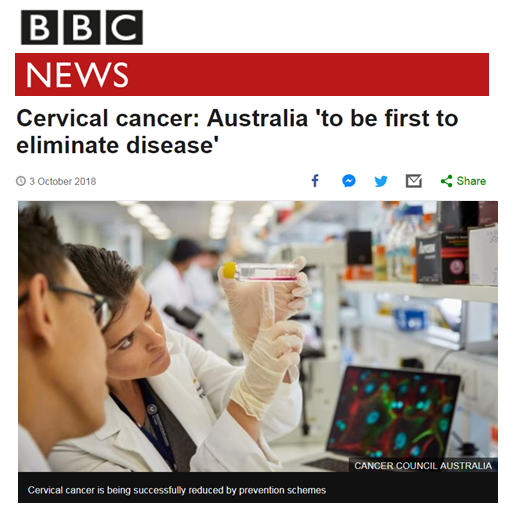 BBC
NEWS
Cervical cancer: Australia 'to be first to
eliminate disease'
3 October 2018
Share
CANCER COUNCIL AUSTRALIA
Cervical cancer is being successfully reduced by prevention schemes